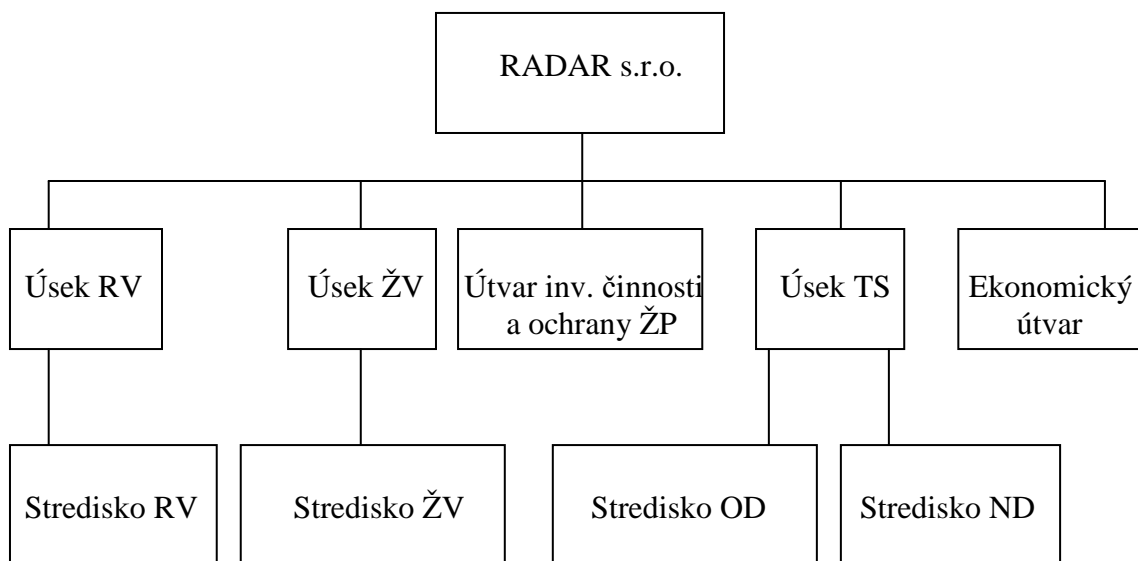 RADAR s.r.o.
Úsek RV
Úsek ŽV
Útvar inv. činnosti
a ochrany ŽP
Úsek TS
Ekonomický
útvar
Stredisko RV
Stredisko ŽV
Stredisko OD
Stredisko ND